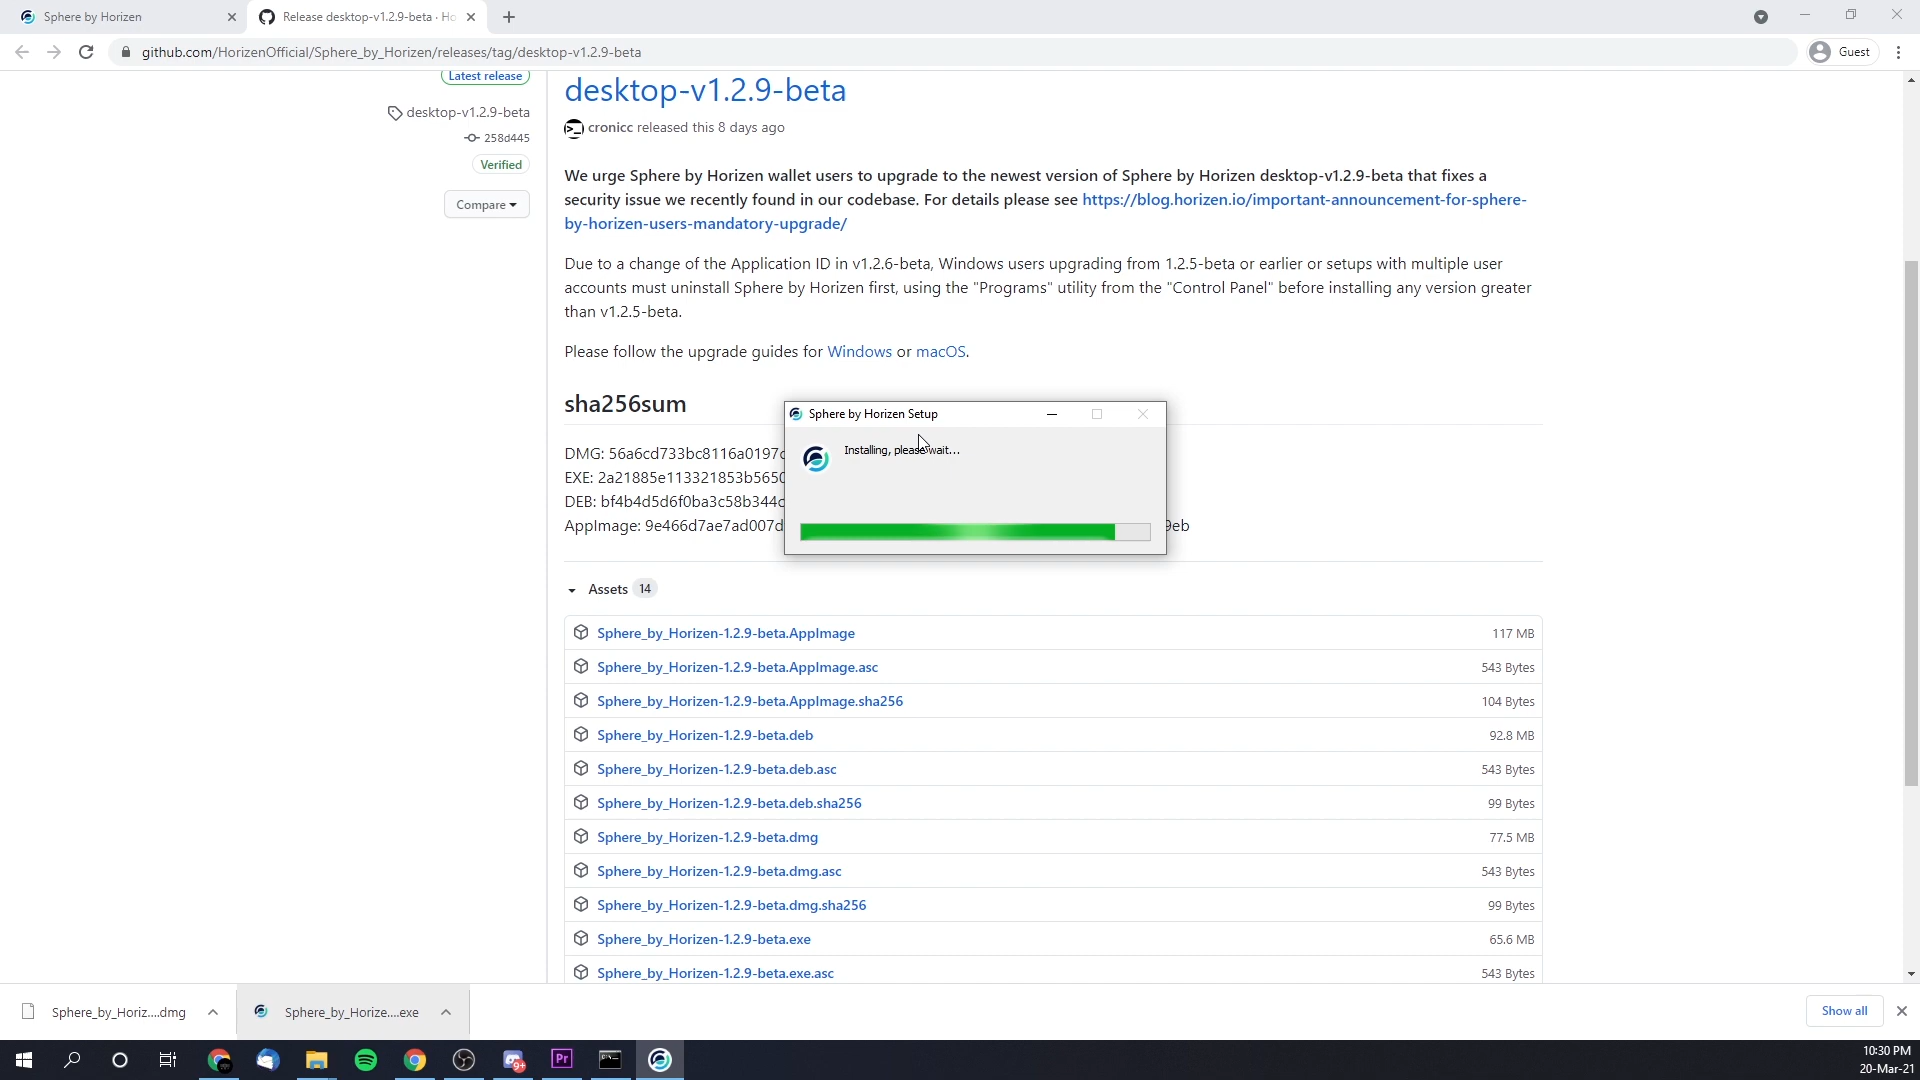 Sphere by Horizen
Release desktop-v1.2.9-beta · Ho
github.com/HorizenOfficial/Sphere_by_Horizen/releases/tag/desktop-v1.2.9-beta
Guest
Latest release
desktop-v1.2.9-beta
258d445
Verified
Compare
desktop-v1.2.9-beta
cronicc released this 8 days ago
We urge Sphere by Horizen wallet users to upgrade to the newest version of Sphere by Horizen desktop-v1.2.9-beta that fixes a
security issue we recently found in our codebase. For details please see https://blog.horizen.io/important-announcement-for-sphere-
by-horizen-users-mandatory-upgrade/
Due to a change of the Application ID in v1.2.6-beta, Windows users upgrading from 1.2.5-beta or earlier or setups with multiple user
accounts must uninstall Sphere by Horizen first, using the "Programs" utility from the "Control Panel" before installing any version greater
than v1.2.5-beta.
Please follow the upgrade guides for Windows or macOS.
sha256sum
DMG: 56a6cd733bc8116a0197c
EXE: 2a21885e113321853b5650
DEB: bf4b4d5d6f0ba3c58b344c
AppImage: 9e466d7ae7ad007d 9eb
Sphere by Horizen Setup
Installing, please wait...
Assets 14
Sphere_by_Horizen-1.2.9-beta.AppImage 117 MB
Sphere_by_Horizen-1.2.9-beta.AppImage.asc 543 Bytes
Sphere_by_Horizen-1.2.9-beta.AppImage.sha256 104 Bytes
Sphere_by_Horizen-1.2.9-beta.deb 92.8 MB
Sphere_by_Horizen-1.2.9-beta.deb.asc 543 Bytes
Sphere_by_Horizen-1.2.9-beta.deb.sha256 99 Bytes
Sphere_by_Horizen-1.2.9-beta.dmg 77.5 MB
Sphere_by_Horizen-1.2.9-beta.dmg.asc 543 Bytes
Sphere_by_Horizen-1.2.9-beta.dmg.sha256 99 Bytes
Sphere_by_Horizen-1.2.9-beta.exe 65.6 MB
Sphere_by_Horizen-1.2.9-beta.exe.asc 543 Bytes
Sphere_by_Horiz....dmg
Sphere_by_Horize....exe
Show all
9+
Pr
10:30 PM
20-Mar-21